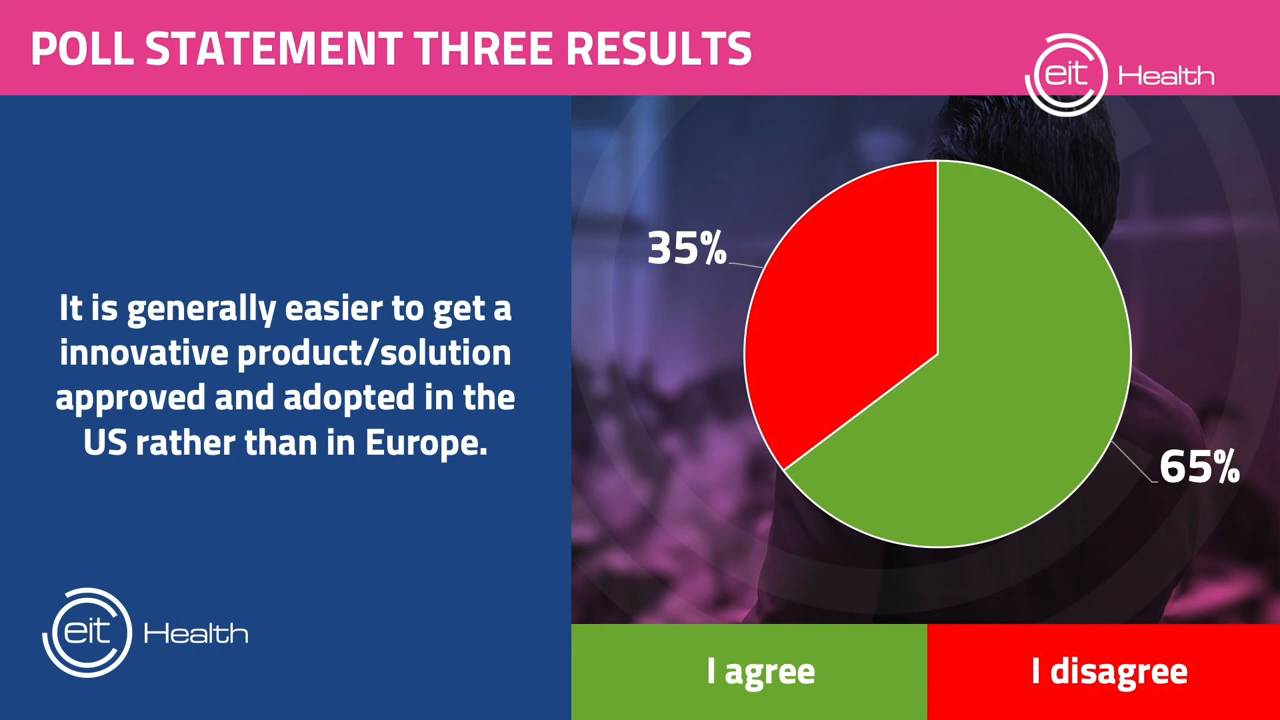 POLL STATEMENT THREE RESULTS
eit Health
It is generally easier to get a
innovative product/solution
approved and adopted in the
US rather than in Europe.
35%
65%
eit Health
I agree
I disagree